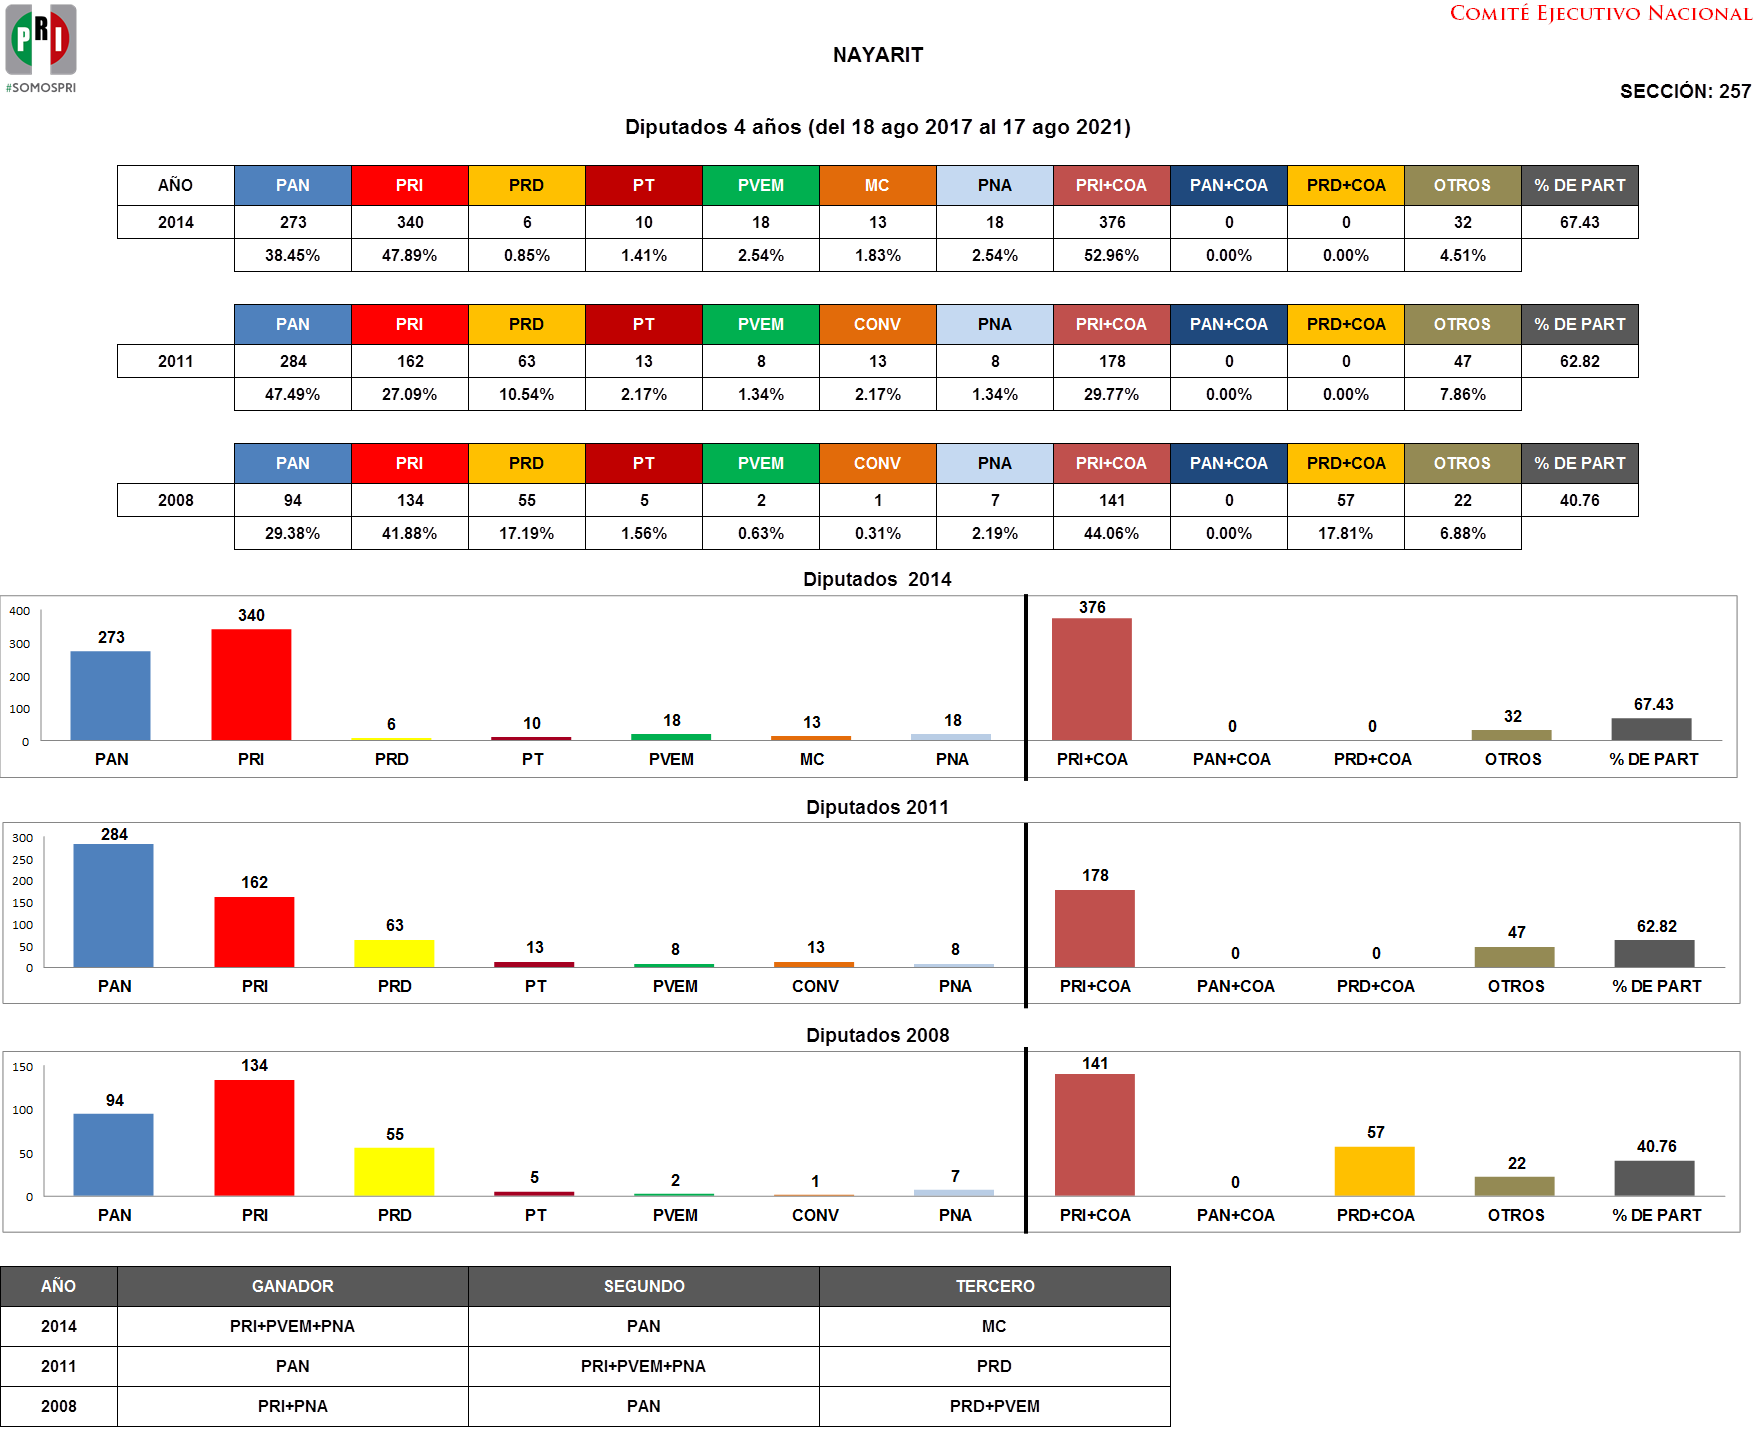 PRI
#SOMOSPRI
COMITÉ EJECUTIVO NACIONAL
NAYARIT
SECCIÓN: 257
Diputados 4 años (del 18 ago 2017 al 17 ago 2021)
AÑO PAN PRI PRD PT PVEM MC PNA PRI+COA PAN+COA PRD+COA OTROS % DE PART
2014 273 340 6 10 18 13 18 376 0 0 32 67.43
38.45% 47.89% 0.85% 1.41% 2.54% 1.83% 2.54% 52.96% 0.00% 0.00% 4.51%
PAN PRI PRD PT PVEM CONV PNA PRI+COA PAN+COA PRD+COA OTROS % DE PART
2011 284 162 63 13 8 13 8 178 0 0 47 62.82
47.49% 27.09% 10.54% 2.17% 1.34% 2.17% 1.34% 29.77% 0.00% 0.00% 7.86%
PAN PRI PRD PT PVEM CONV PNA PRI+COA PAN+COA PRD+COA OTROS % DE PART
2008 94 134 55 5 2 1 7 141 0 57 22 40.76
29.38% 41.88% 17.19% 1.56% 0.63% 0.31% 2.19% 44.06% 0.00% 17.81% 6.88%
Diputados 2014
400
300
200
100
0
273 340 6 10 18 13 18 376 0 0 32 67.43
PAN PRI PRD PT PVEM MC PNA PRI+COA PAN+COA PRD+COA OTROS % DE PART
Diputados 2011
300
250
200
150
100
50
0
284 162 63 13 8 13 8 178 0 0 47 62.82
PAN PRI PRD PT PVEM CONV PNA PRI+COA PAN+COA PRD+COA OTROS % DE PART
Diputados 2008
150
100
50
0
94 134 55 5 2 1 7 141 0 57 22 40.76
PAN PRI PRD PT PVEM CONV PNA PRI+COA PAN+COA PRD+COA OTROS % DE PART
AÑO GANADOR SEGUNDO TERCERO
2014 PRI+PVEM+PNA PAN MC
2011 PAN PRI+PVEM+PNA PRD
2008 PRI+PNA PAN PRD+PVEM